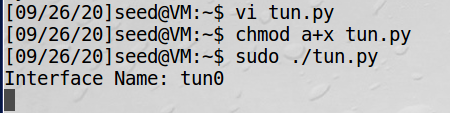 [09/26/20]seed@VM:~$ vi tun.py
[09/26/20]seed@VM:~$ chmod a+x tun.py
[09/26/20]seed@VM:~$ sudo ./tun.py
Interface Name: tun0